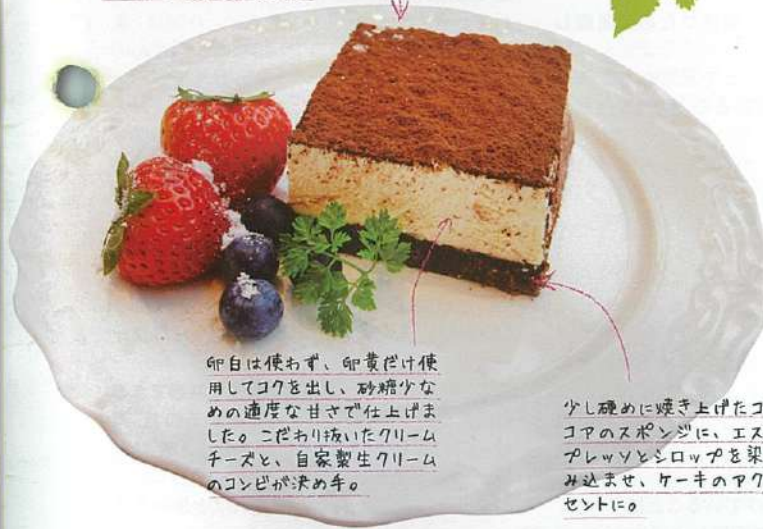 卵白は使わず、卵黄だけ使
用してコクを出し、砂糖少な
めの適度な甘さで仕上げま
した。こだわり抜いたクリーム
チーズと、自家製生クリーム
のコンビが決め手。
少し硬めに焼き上げたコ
コアのスポンジに、エス
プレッソとシロップを染
み込ませ、ケーキのアク
セントに。